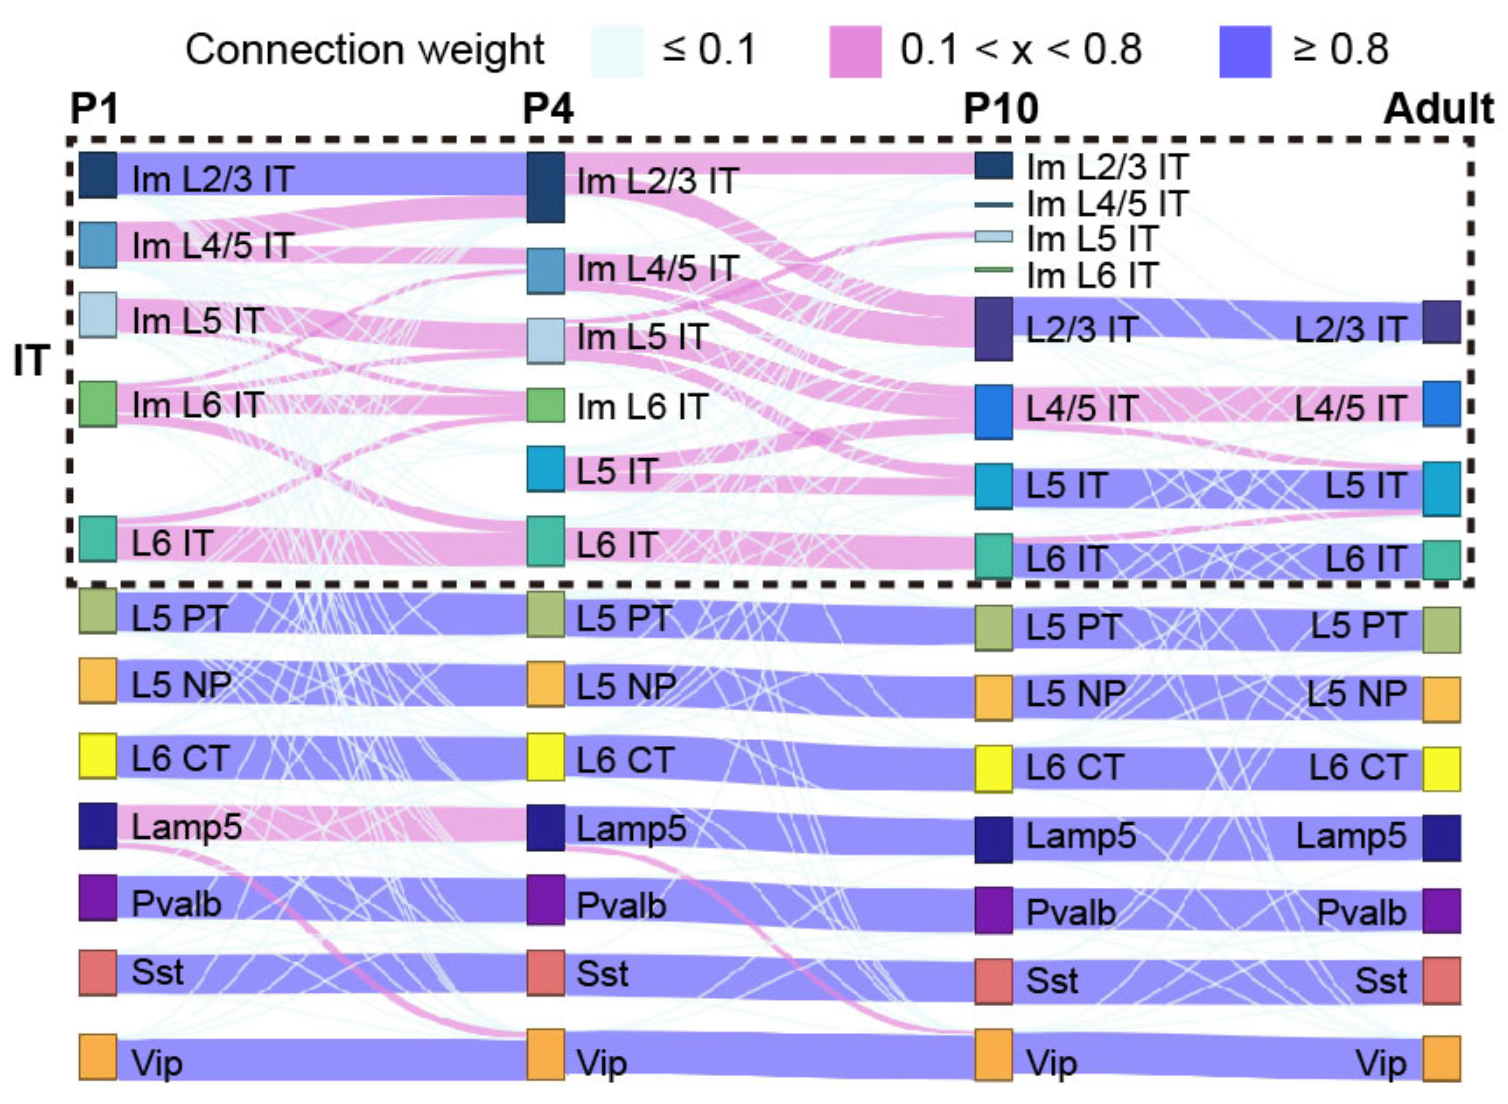 Connection weight ≤ 0.1 0.1 < x < 0.8 ≥ 0.8
P1 P4 P10 Adult
IT
Im L2/3 IT
Im L4/5 IT
Im L5 IT
Im L6 IT
L6 IT
L5 PT
L5 NP
L6 CT
Lamp5
Pvalb
Sst
Vip
Im L2/3 IT
Im L4/5 IT
Im L5 IT
Im L6 IT
L5 IT
L6 IT
L5 PT
L5 NP
L6 CT
Lamp5
Pvalb
Sst
Vip
Im L2/3 IT
Im L4/5 IT
Im L5 IT
Im L6 IT
L2/3 IT
L4/5 IT
L5 IT
L6 IT
L5 PT
L5 NP
L6 CT
Lamp5
Pvalb
Sst
Vip
L2/3 IT
L4/5 IT
L5 IT
L6 IT
L5 PT
L5 NP
L6 CT
Lamp5
Pvalb
Sst
Vip